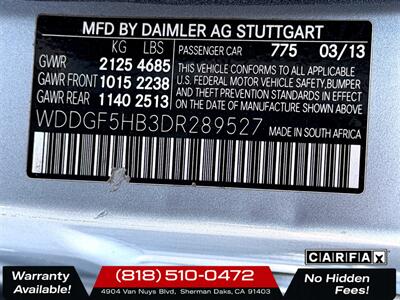 MFD BY DAIMLER AG STUTTGART
KG LBS
PASSENGER CAR 775 03/13
GVWR 2125 4685
GAWR FRONT 1015 2238
GAWR REAR 1140 2513
THIS VEHICLE CONFORMS TO ALL APPLICABLE
U.S. FEDERAL MOTOR VEHICLE SAFETY, BUMPER
AND THEFT PREVENTION STANDARDS IN
EFFECT ON THE DATE OF MANUFACTURE
SHOWN ABOVE.
WDDGF5HB3DR289527 MADE IN SOUTH AFRICA
CARFAX
Warranty Available!
(818) 510-0472
4904 Van Nuys Blvd, Sherman Oaks, CA 91403
No Hidden Fees!